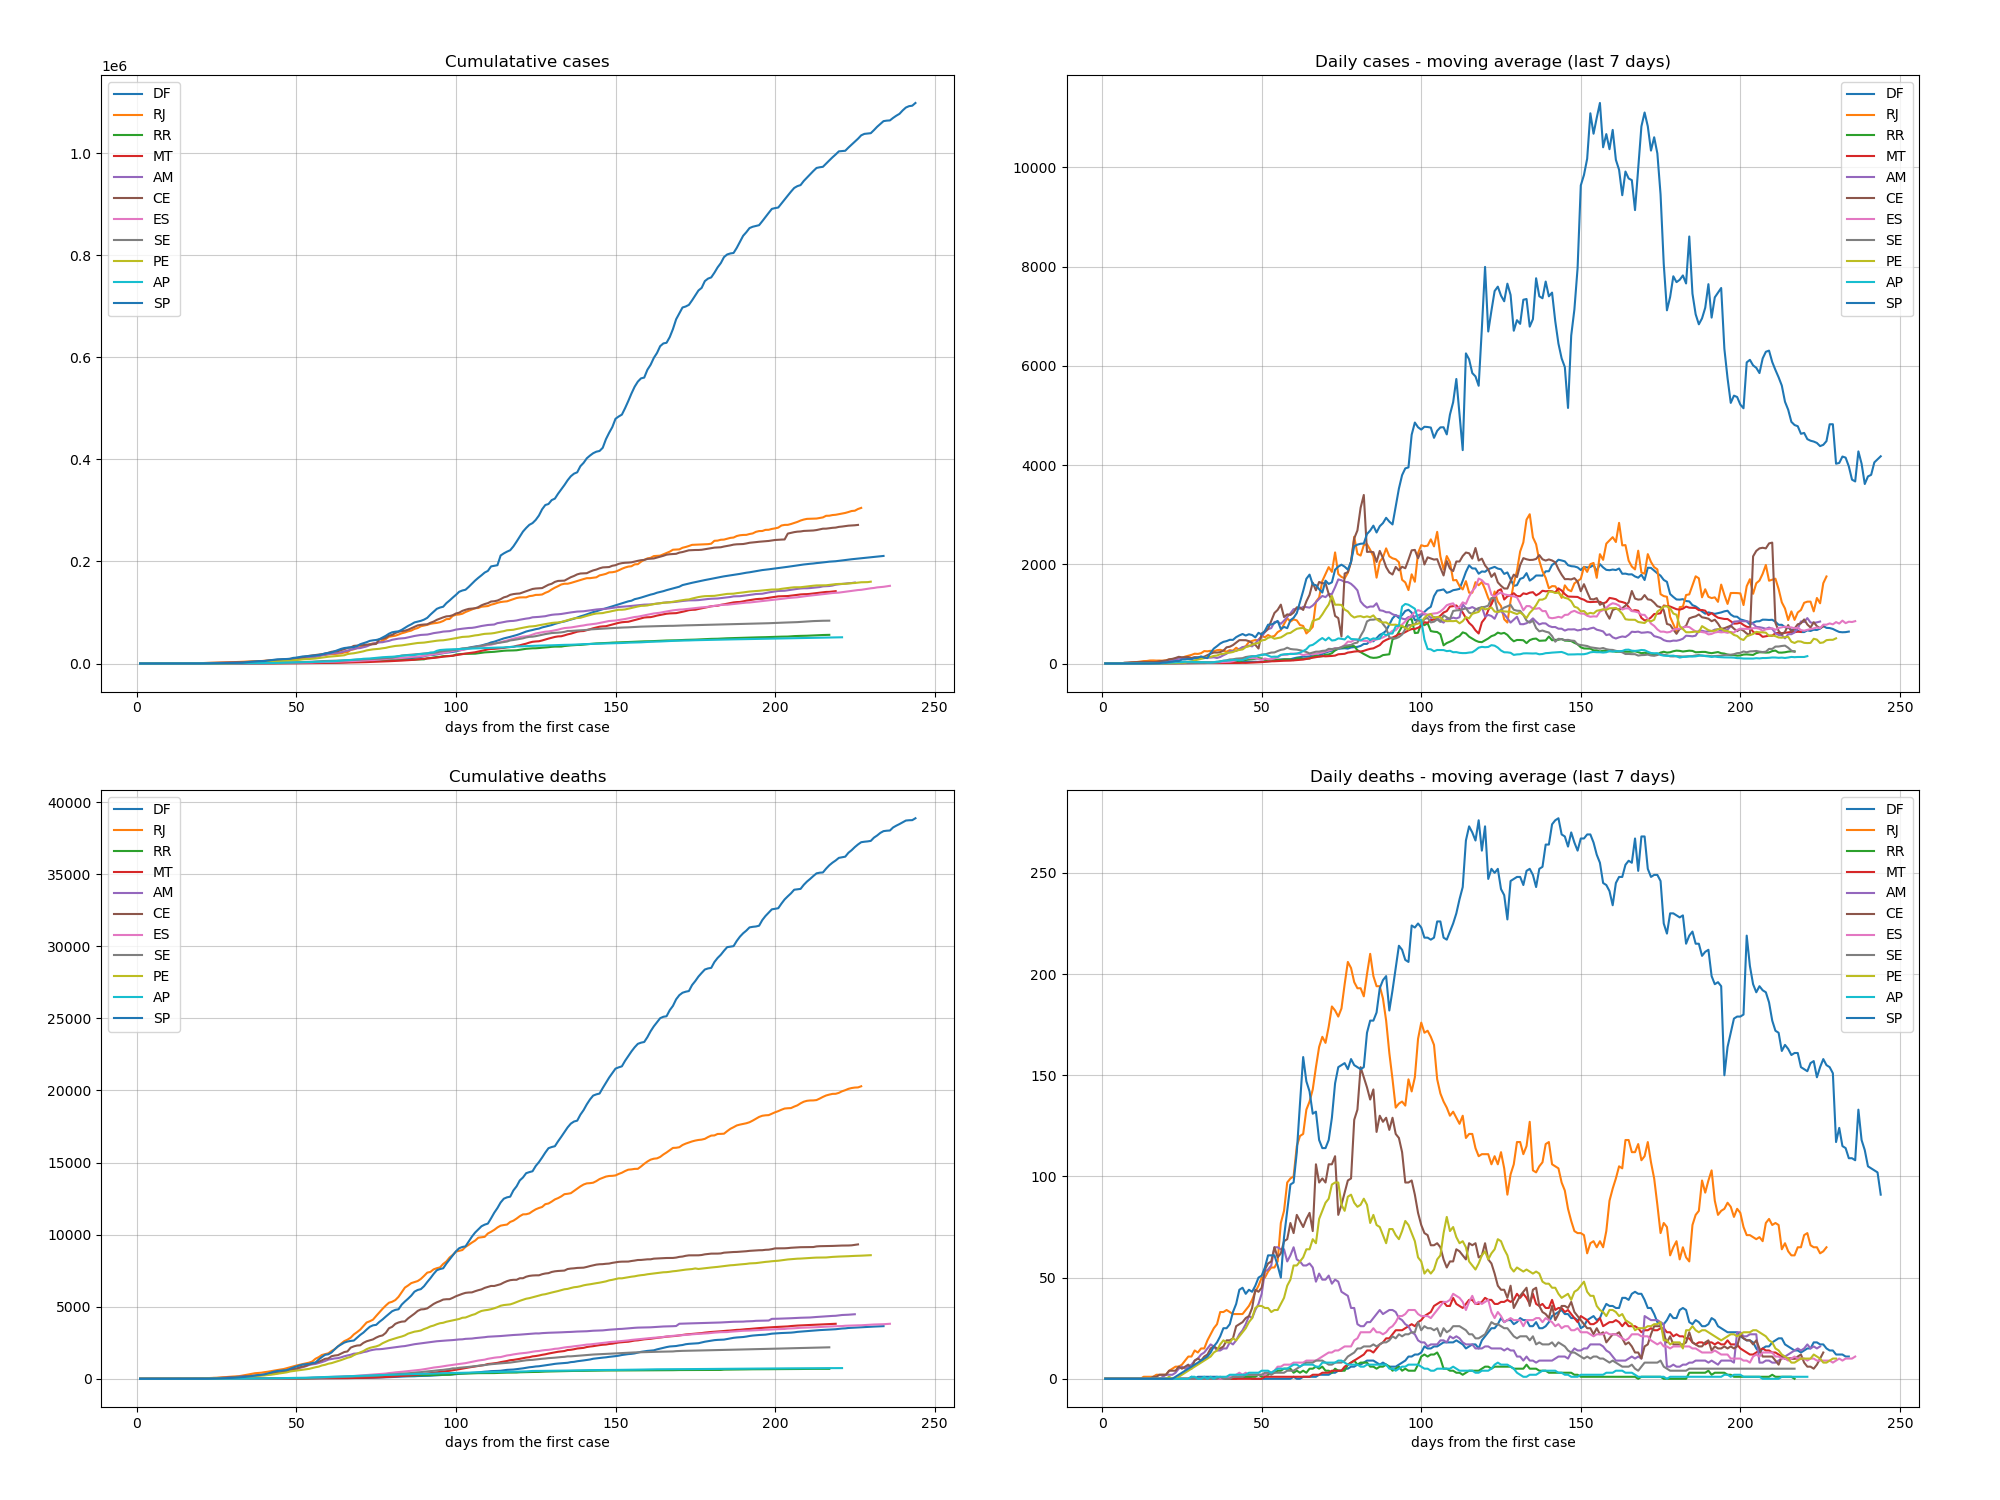 Cumulatative cases
1e6
1.0
0.8
0.6
0.4
0.2
0.0
0 50 100 150 200 250
days from the first case
DF
RJ
RR
MT
AM
CE
ES
SE
PE
AP
SP
Daily cases - moving average (last 7 days)
10000
8000
6000
4000
2000
0
0 50 100 150 200 250
days from the first case
DF
RJ
RR
MT
AM
CE
ES
SE
PE
AP
SP
Cumulative deaths
40000
35000
30000
25000
20000
15000
10000
5000
0
0 50 100 150 200 250
days from the first case
DF
RJ
RR
MT
AM
CE
ES
SE
PE
AP
SP
Daily deaths - moving average (last 7 days)
250
200
150
100
50
0
0 50 100 150 200 250
days from the first case
DF
RJ
RR
MT
AM
CE
ES
SE
PE
AP
SP